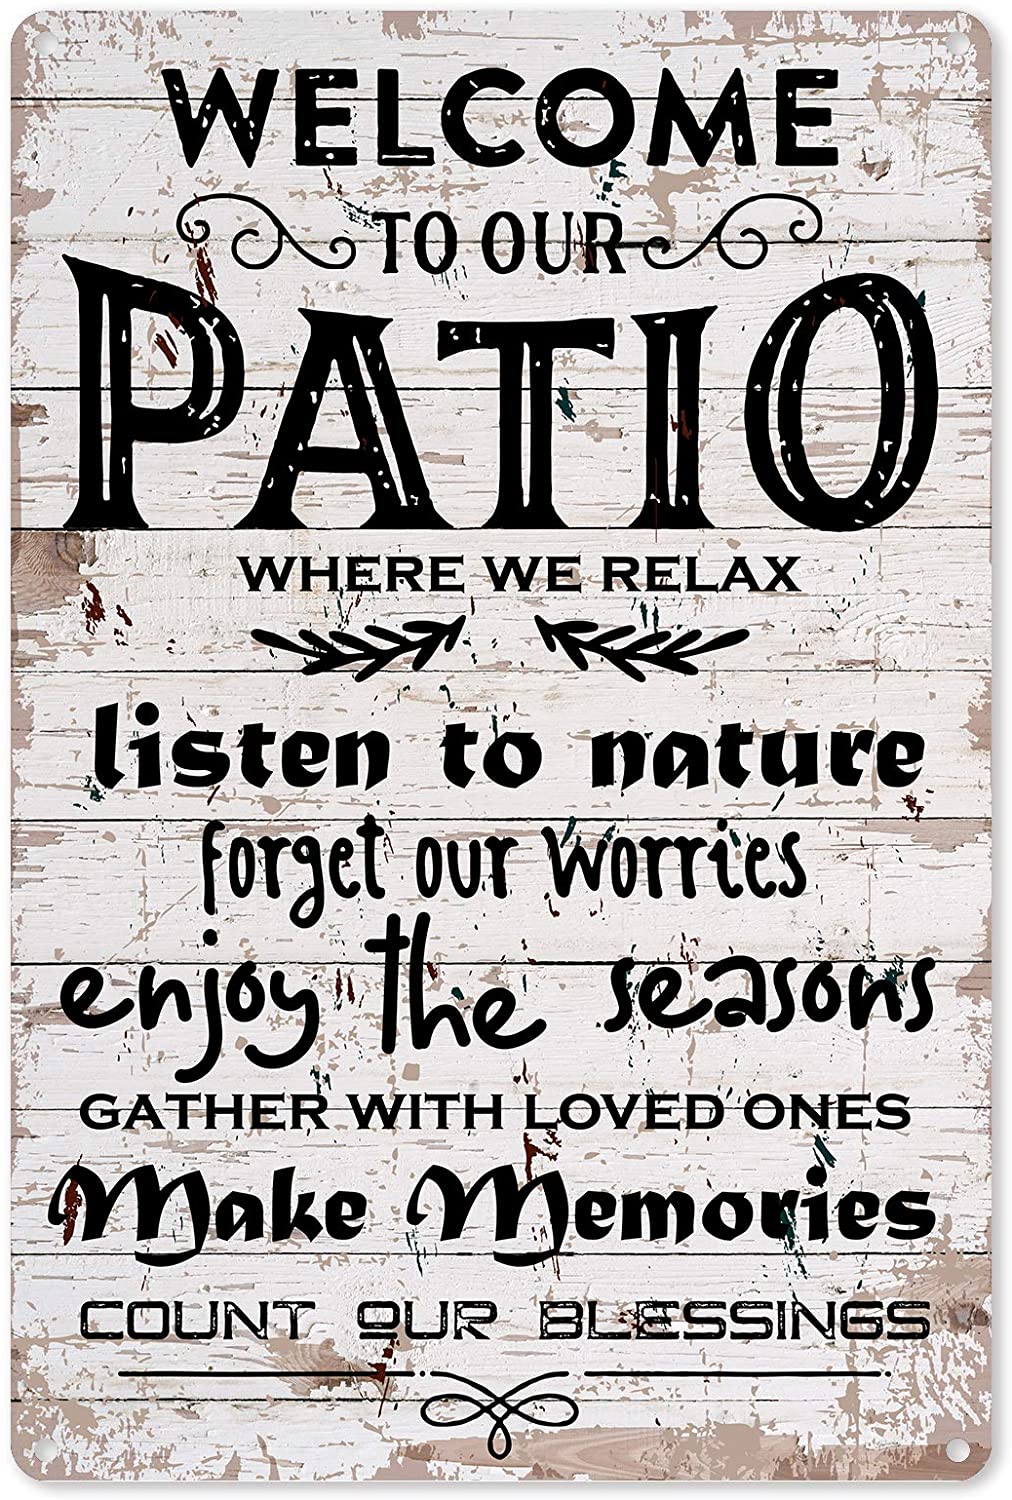 WELCOME
TO OUR
PATIO
WHERE WE RELAX
listen to nature
forget our worries
enjoy the seasons
GATHER WITH LOVED ONES
Make Memories
COUNT OUR BLESSINGS